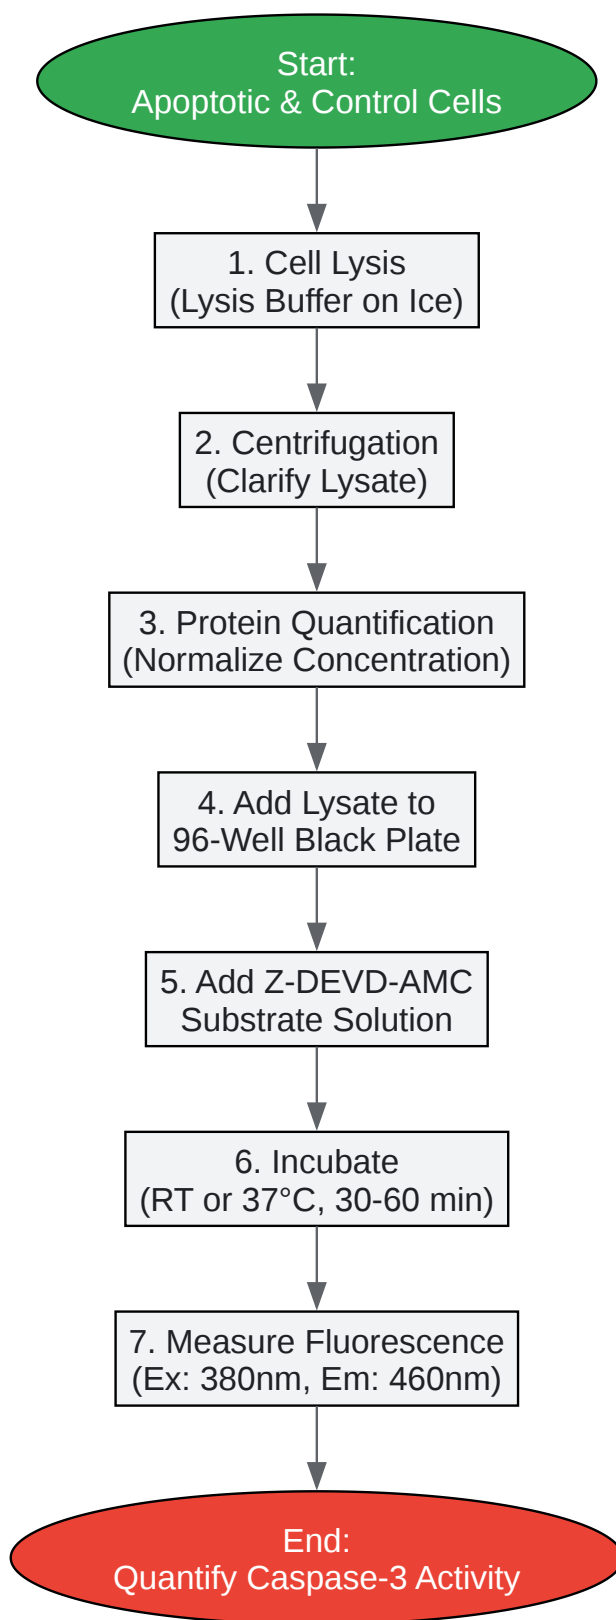 Start:
Apoptotic & Control Cells
1. Cell Lysis
(Lysis Buffer on Ice)
2. Centrifugation
(Clarify Lysate)
3. Protein Quantification
(Normalize Concentration)
4. Add Lysate to
96-Well Black Plate
5. Add Z-DEVD-AMC
Substrate Solution
6. Incubate
(RT or 37°C, 30-60 min)
7. Measure Fluorescence
(Ex: 380nm, Em: 460nm)
End:
Quantify Caspase-3 Activity